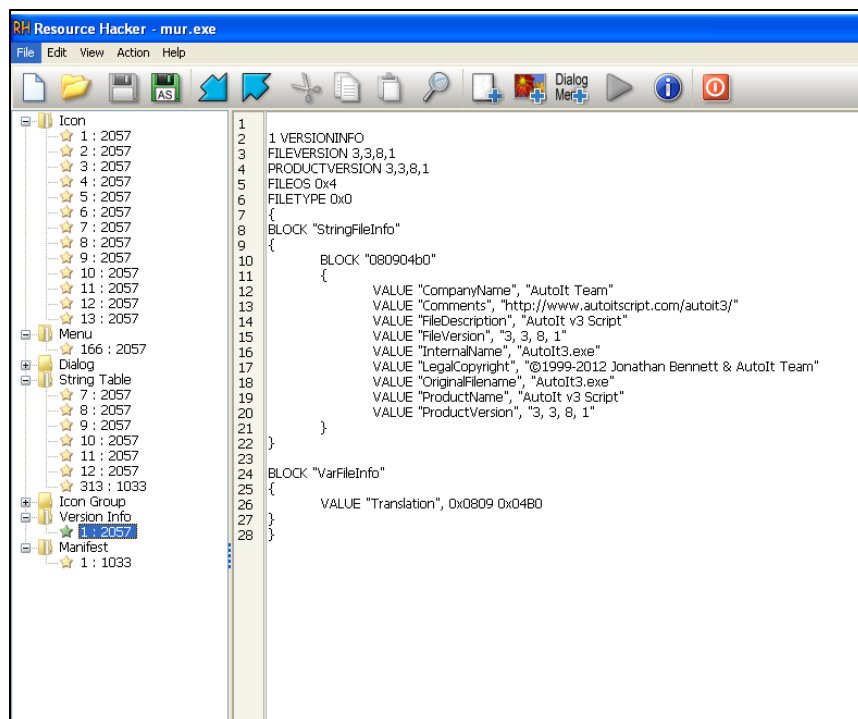 RH Resource Hacker - mur.exe
File Edit View Action Help
AS
Dialog
Menu
Icon
1 : 2057
2 : 2057
3 : 2057
4 : 2057
5 : 2057
6 : 2057
7 : 2057
8 : 2057
9 : 2057
10 : 2057
11 : 2057
12 : 2057
13 : 2057
Menu
166 : 2057
Dialog
String Table
7 : 2057
8 : 2057
9 : 2057
10 : 2057
11 : 2057
12 : 2057
313 : 1033
Icon Group
Version Info
1 : 2057
Manifest
1 : 1033
1
2 1 VERSIONINFO
3 FILEVERSION 3,3,8,1
4 PRODUCTVERSION 3,3,8,1
5 FILEOS 0x4
6 FILETYPE 0x0
7 {
8 BLOCK "StringFileInfo"
9 {
10 BLOCK "080904b0"
11 {
12 VALUE "CompanyName", "AutoIt Team"
13 VALUE "Comments", "http://www.autoitscript.com/autoit3/"
14 VALUE "FileDescription", "AutoIt v3 Script"
15 VALUE "FileVersion", "3, 3, 8, 1"
16 VALUE "InternalName", "AutoIt3.exe"
17 VALUE "LegalCopyright", "©1999-2012 Jonathan Bennett & AutoIt Team"
18 VALUE "OriginalFilename", "AutoIt3.exe"
19 VALUE "ProductName", "AutoIt v3 Script"
20 VALUE "ProductVersion", "3, 3, 8, 1"
21 }
22 }
23
24 BLOCK "VarFileInfo"
25 {
26 VALUE "Translation", 0x0809 0x04B0
27 }
28 }